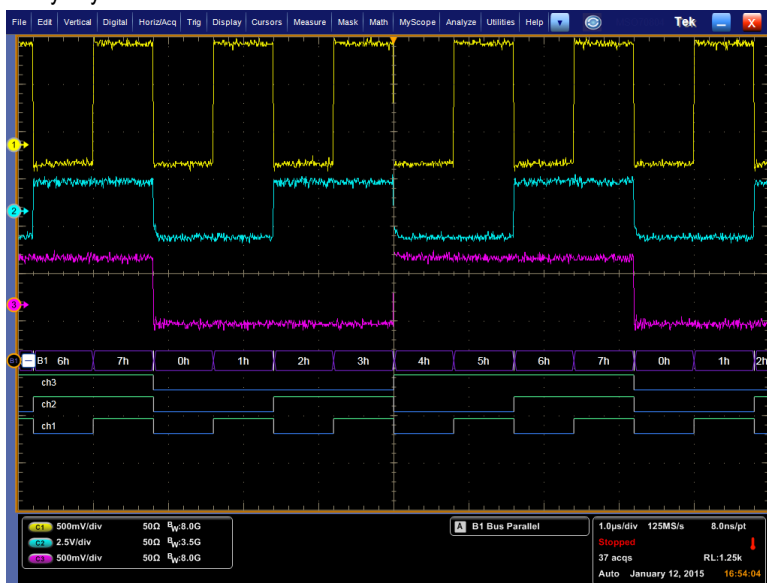 File Edit Vertical Digital Horiz/Acq Trig Display Cursors Measure Mask Math MyScope Analyze Utilities Help Tek X
1
2
3
B1 B1 6h 7h 0h 1h 2h 3h 4h 5h 6h 7h 0h 1h 2h
ch3
ch2
ch1
C1 500mV/div 50Ω BW:8.0G
C2 2.5V/div 50Ω BW:3.5G
C3 500mV/div 50Ω BW:8.0G
A B1 Bus Parallel
1.0µs/div 125MS/s 8.0ns/pt
Stopped
37 acqs RL:1.25k
Auto January 12, 2015 16:54:04